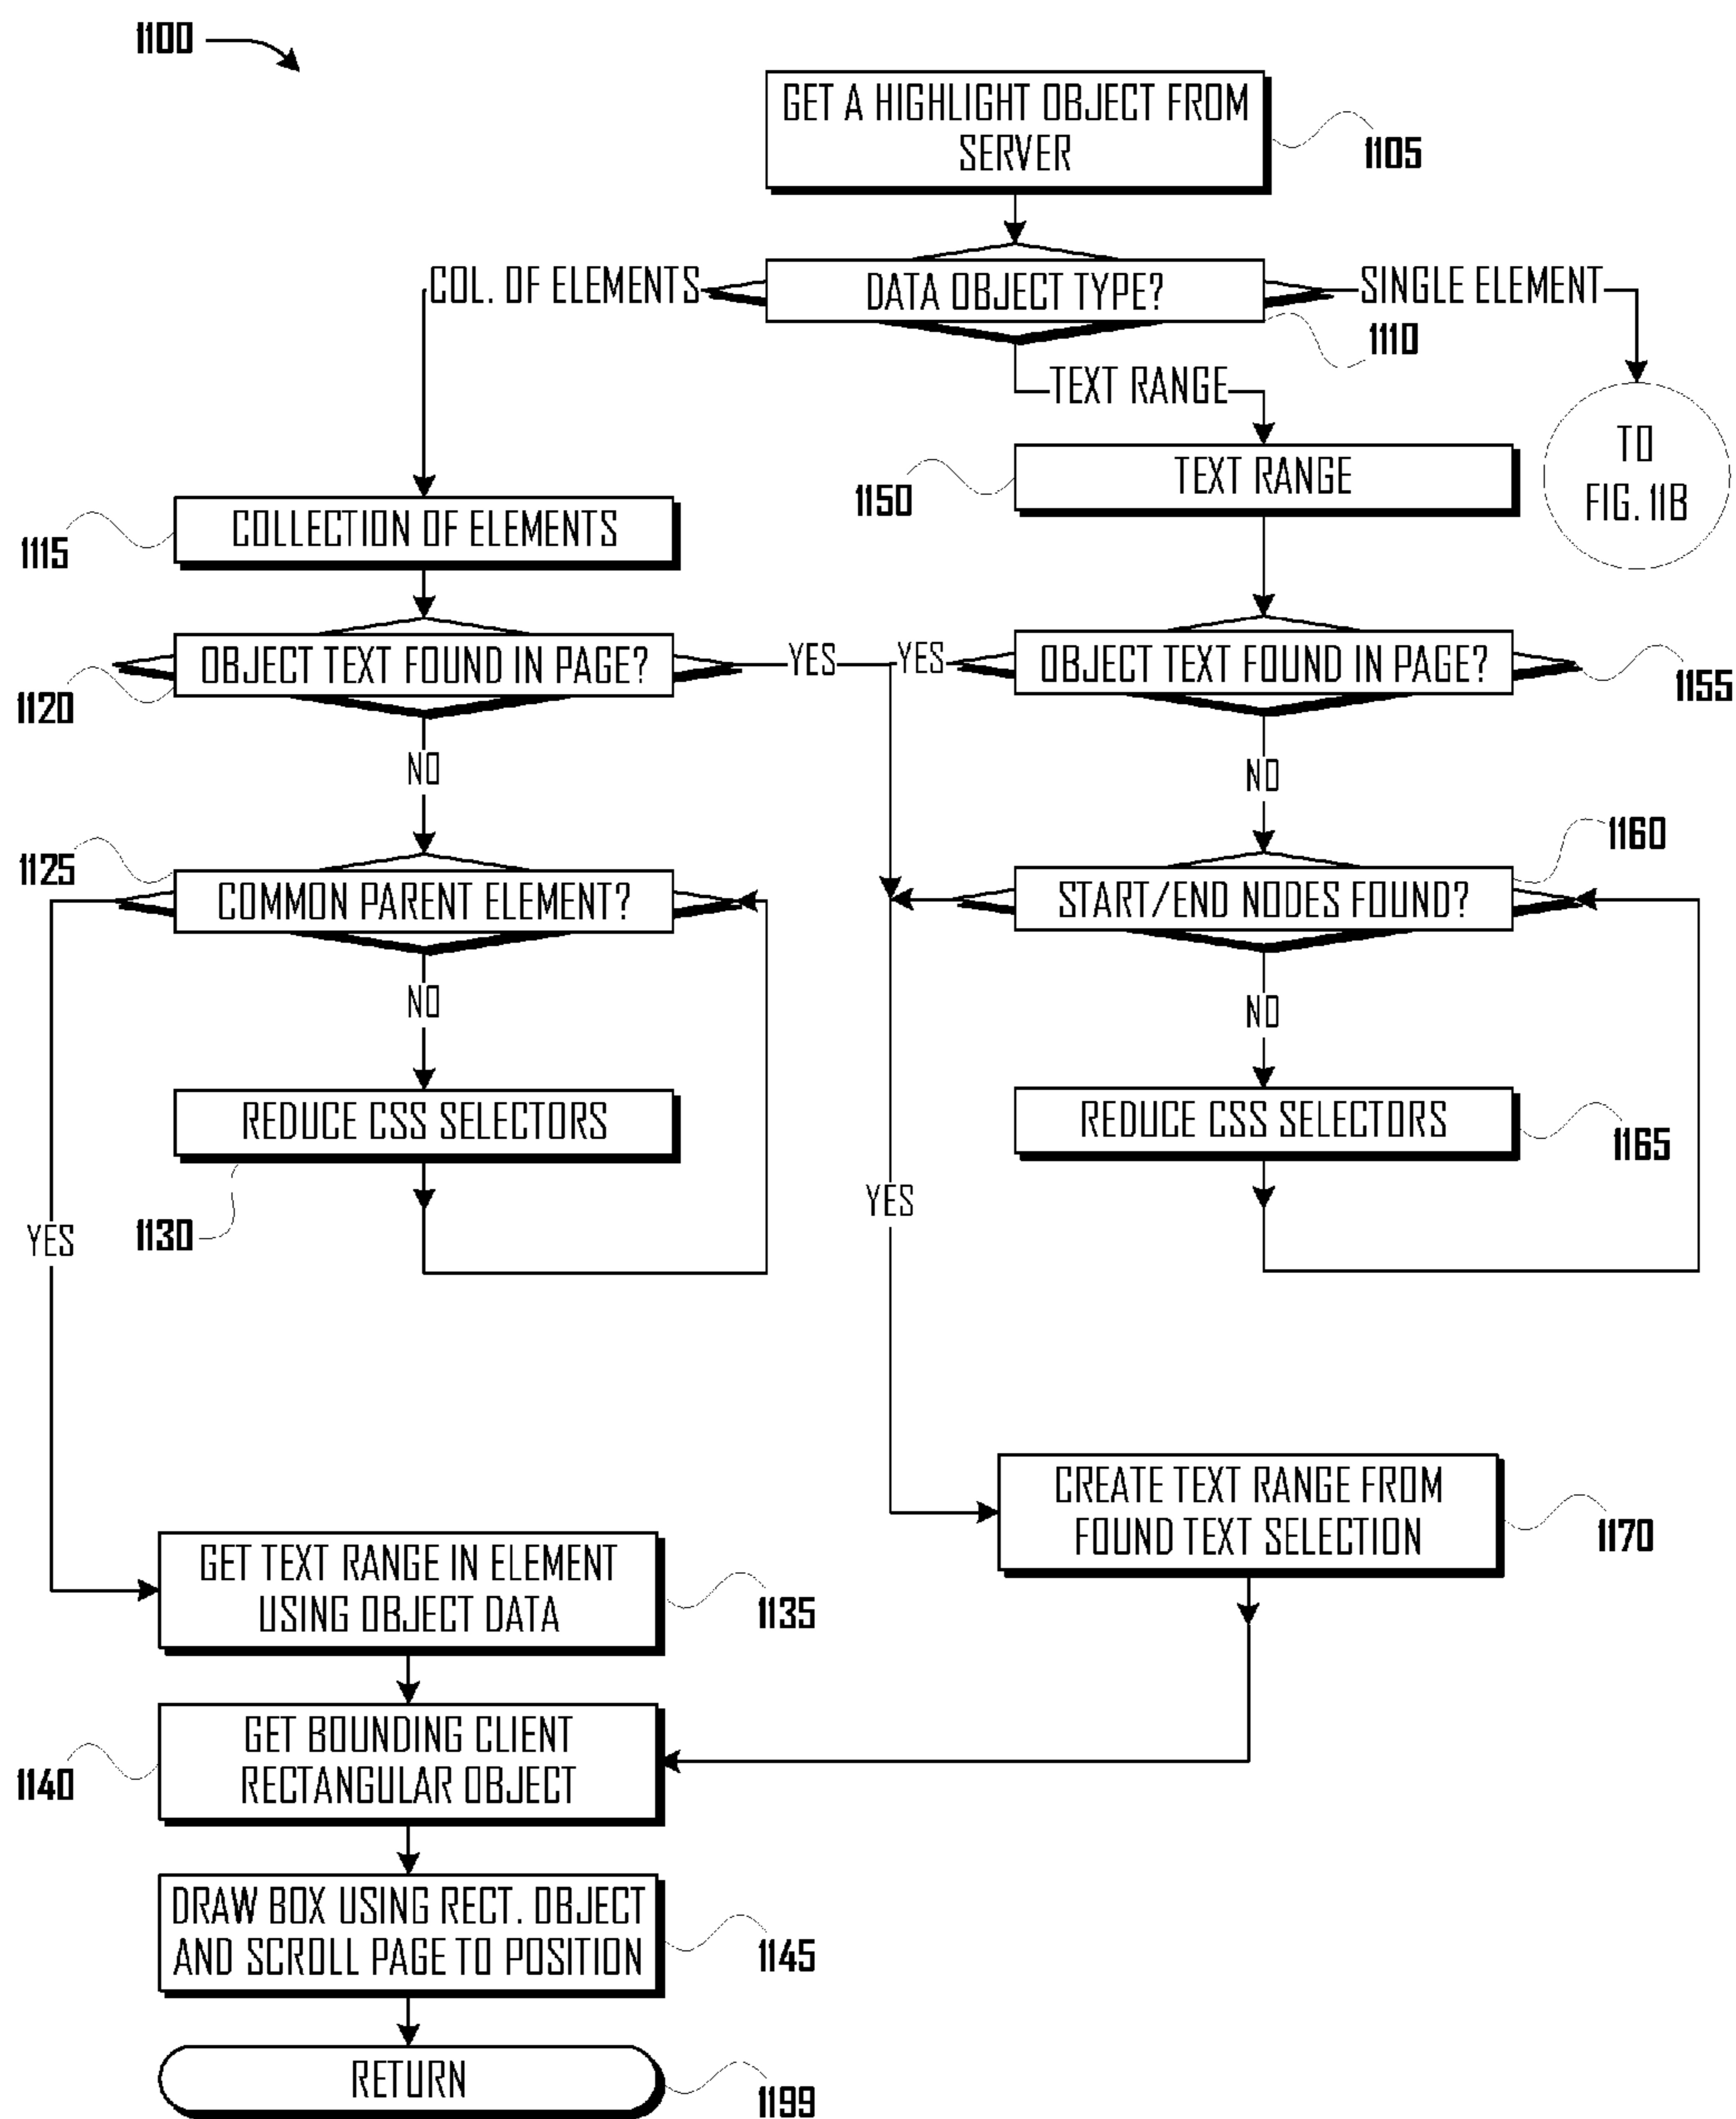 1100
GET A HIGHLIGHT OBJECT FROM
SERVER
1105
COL. OF ELEMENTS
DATA OBJECT TYPE?
SINGLE ELEMENT
1110
TEXT RANGE
TO
FIG. 11B
1150
TEXT RANGE
1115
COLLECTION OF ELEMENTS
OBJECT TEXT FOUND IN PAGE?
YES
YES
OBJECT TEXT FOUND IN PAGE?
1120
1155
NO
NO
1125
1160
COMMON PARENT ELEMENT?
START/END NODES FOUND?
NO
NO
REDUCE CSS SELECTORS
REDUCE CSS SELECTORS
1165
YES
1130
YES
CREATE TEXT RANGE FROM
FOUND TEXT SELECTION
1170
GET TEXT RANGE IN ELEMENT
USING OBJECT DATA
1135
GET BOUNDING CLIENT
RECTANGULAR OBJECT
1140
DRAW BOX USING RECT. OBJECT
AND SCROLL PAGE TO POSITION
1145
RETURN
1199